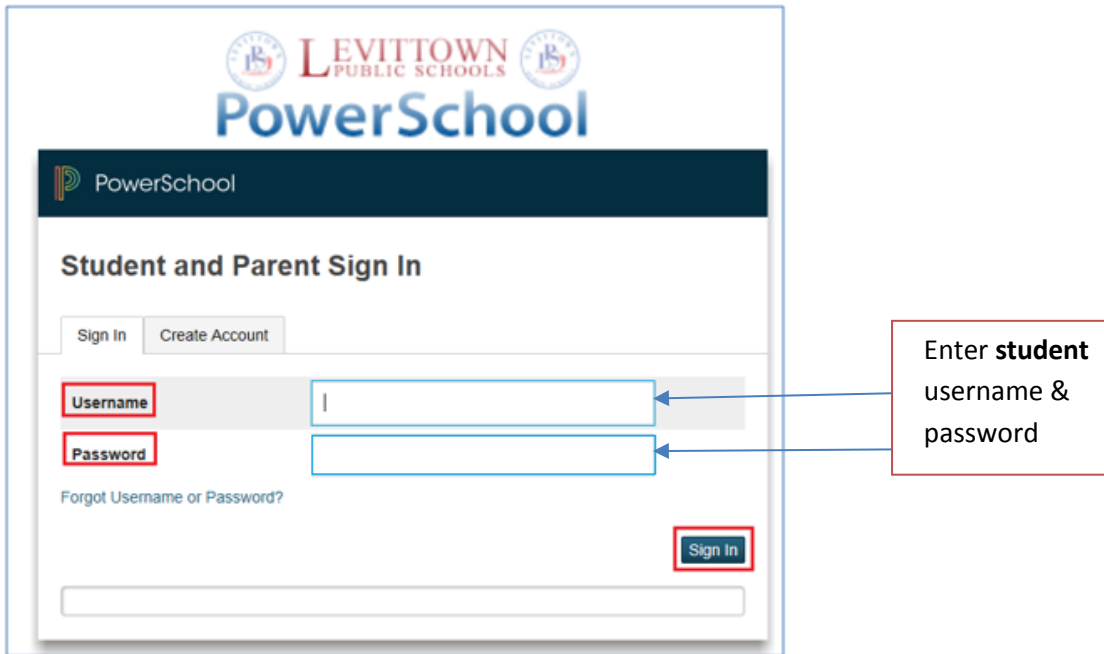 LEVITTOWN
PUBLIC SCHOOLS
PowerSchool
PowerSchool
Student and Parent Sign In
Sign In Create Account
Username
Password
Forgot Username or Password?
Sign In
Enter student
username &
password